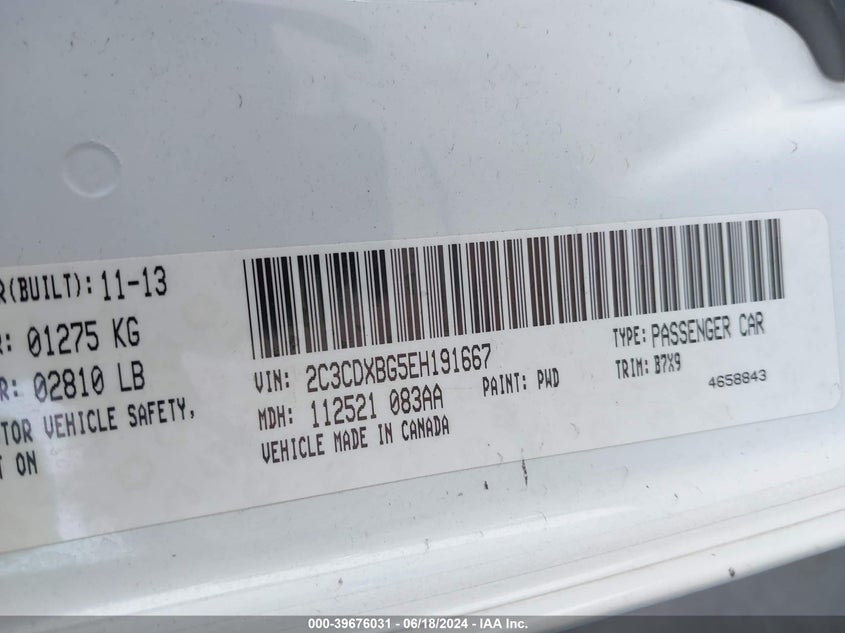 R(BUILT): 11-13
R: 01275 KG
R: 02810 LB
TOR VEHICLE SAFETY,
T ON
VIN: 2C3CDXBG5EH191667
MDH: 112521 083AA
PAINT: PWD
VEHICLE MADE IN CANADA
TYPE: PASSENGER CAR
TRIM: B7X9
4658843
000-39676031 - 06/18/2024 - IAA Inc.